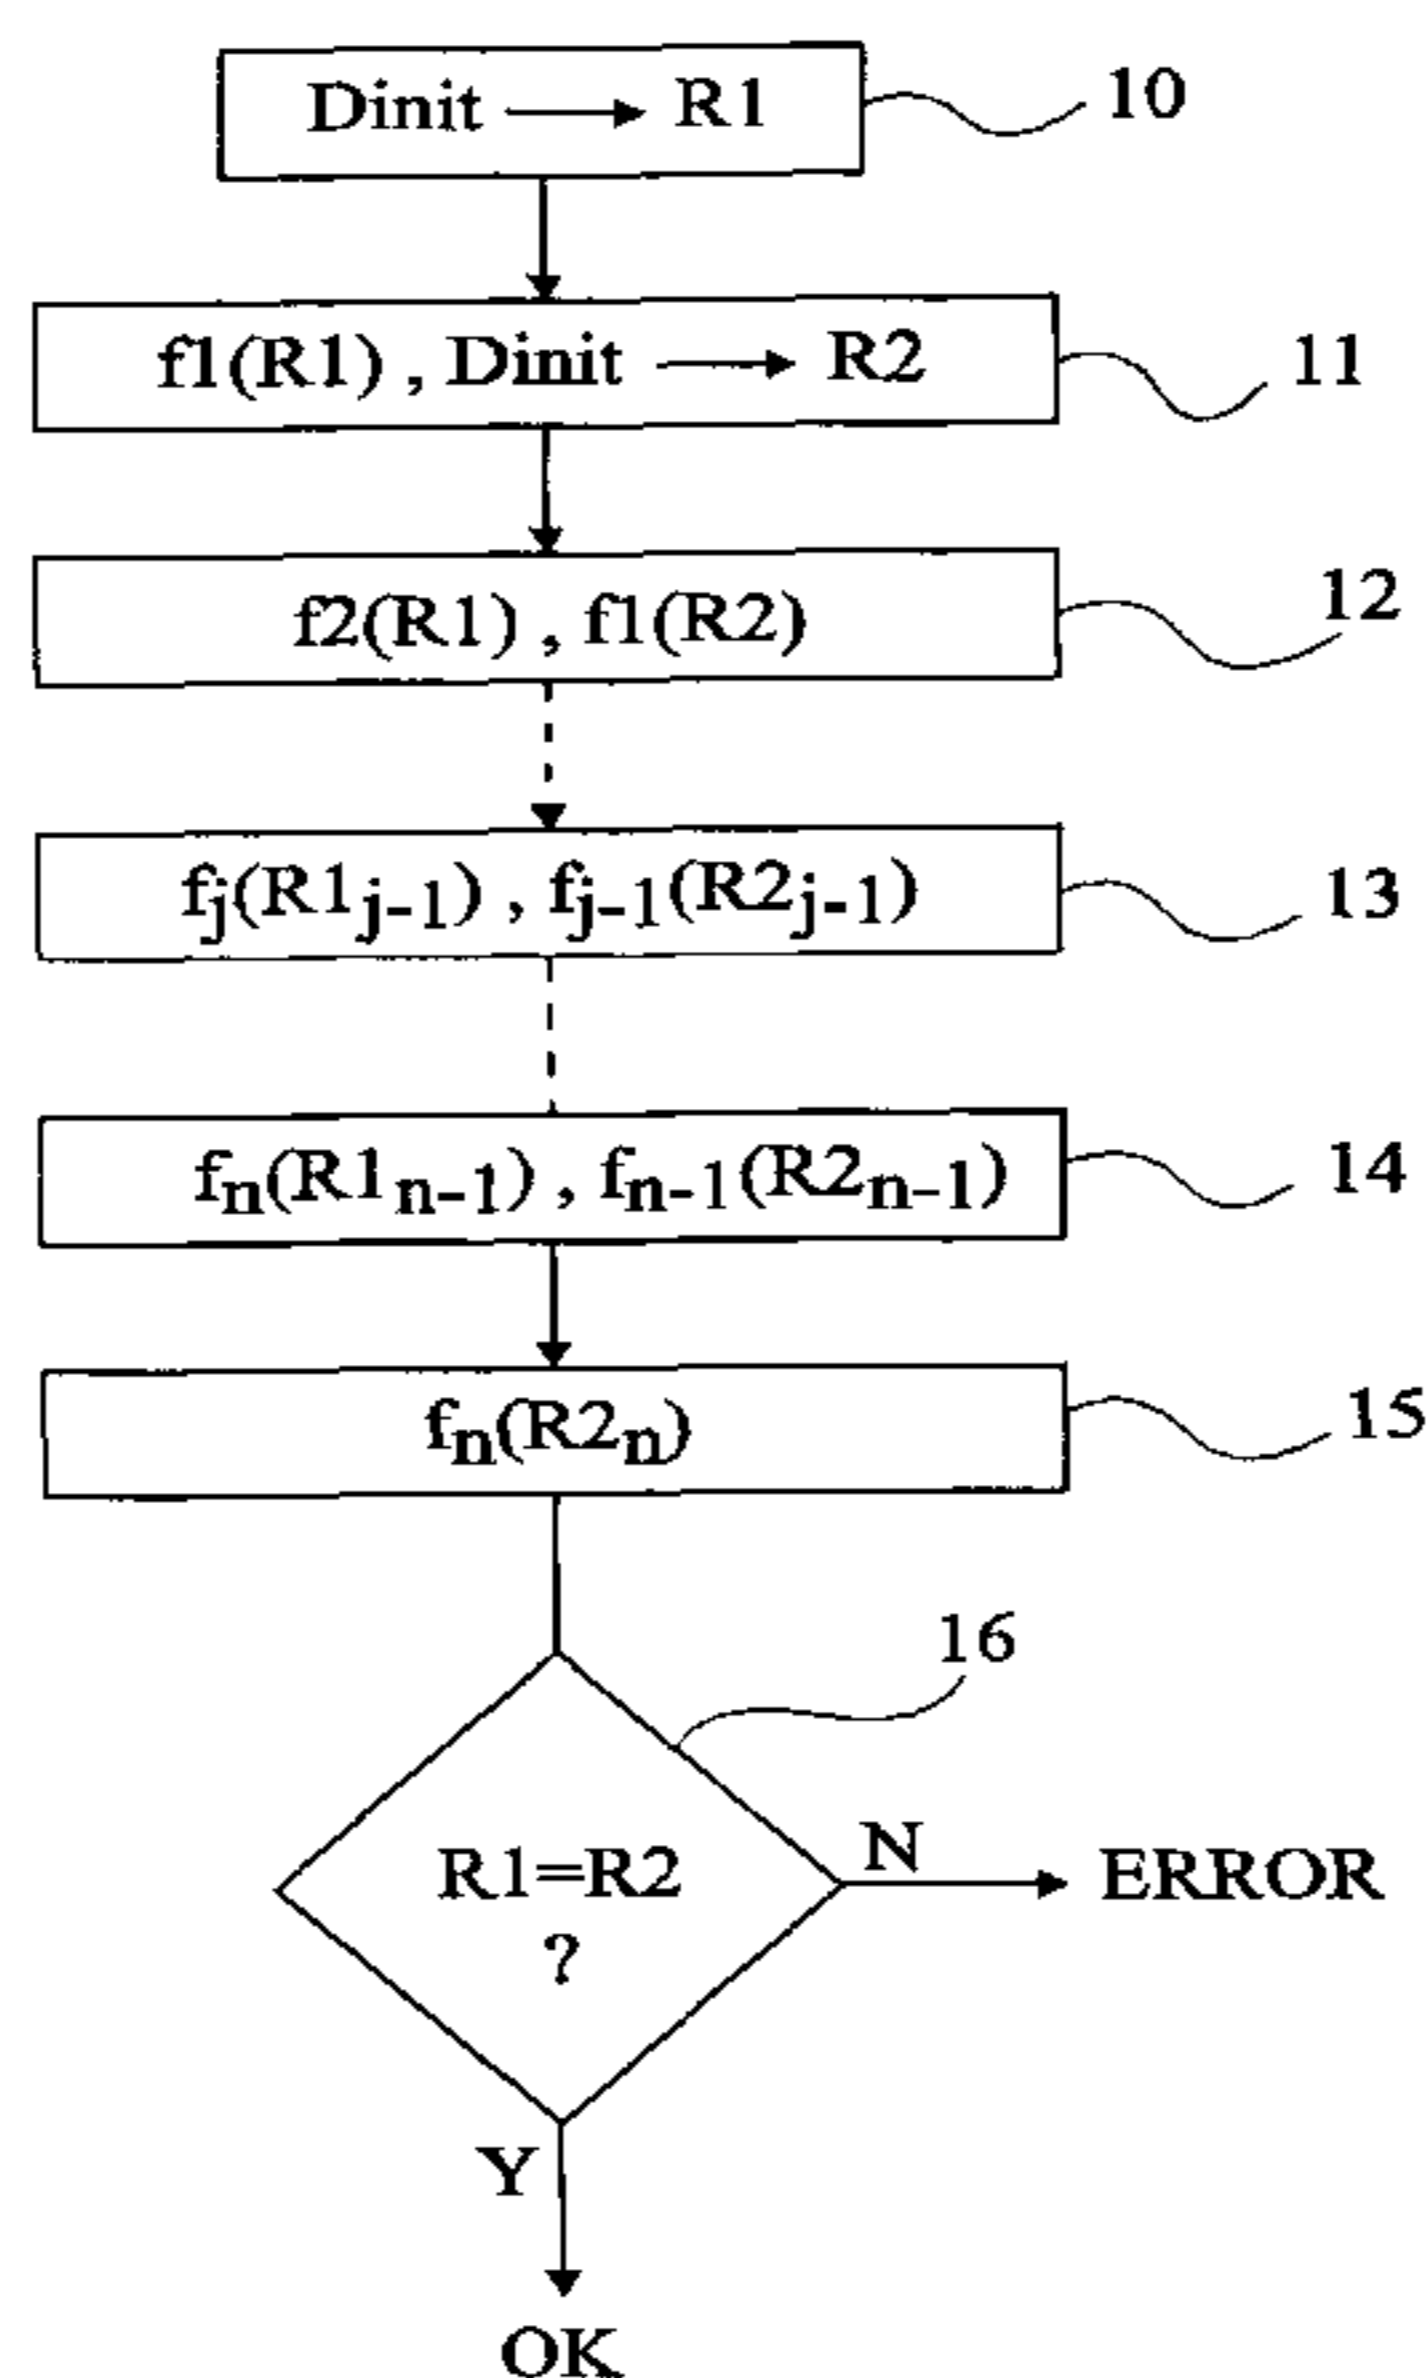 Dinit → R1 10
f1(R1) , Dinit → R2 11
f2(R1) , f1(R2) 12
fj(R1j-1) , fj-1(R2j-1) 13
fn(R1n-1) , fn-1(R2n-1) 14
fn(R2n) 15
16
R1=R2
?
N
ERROR
Y
OK